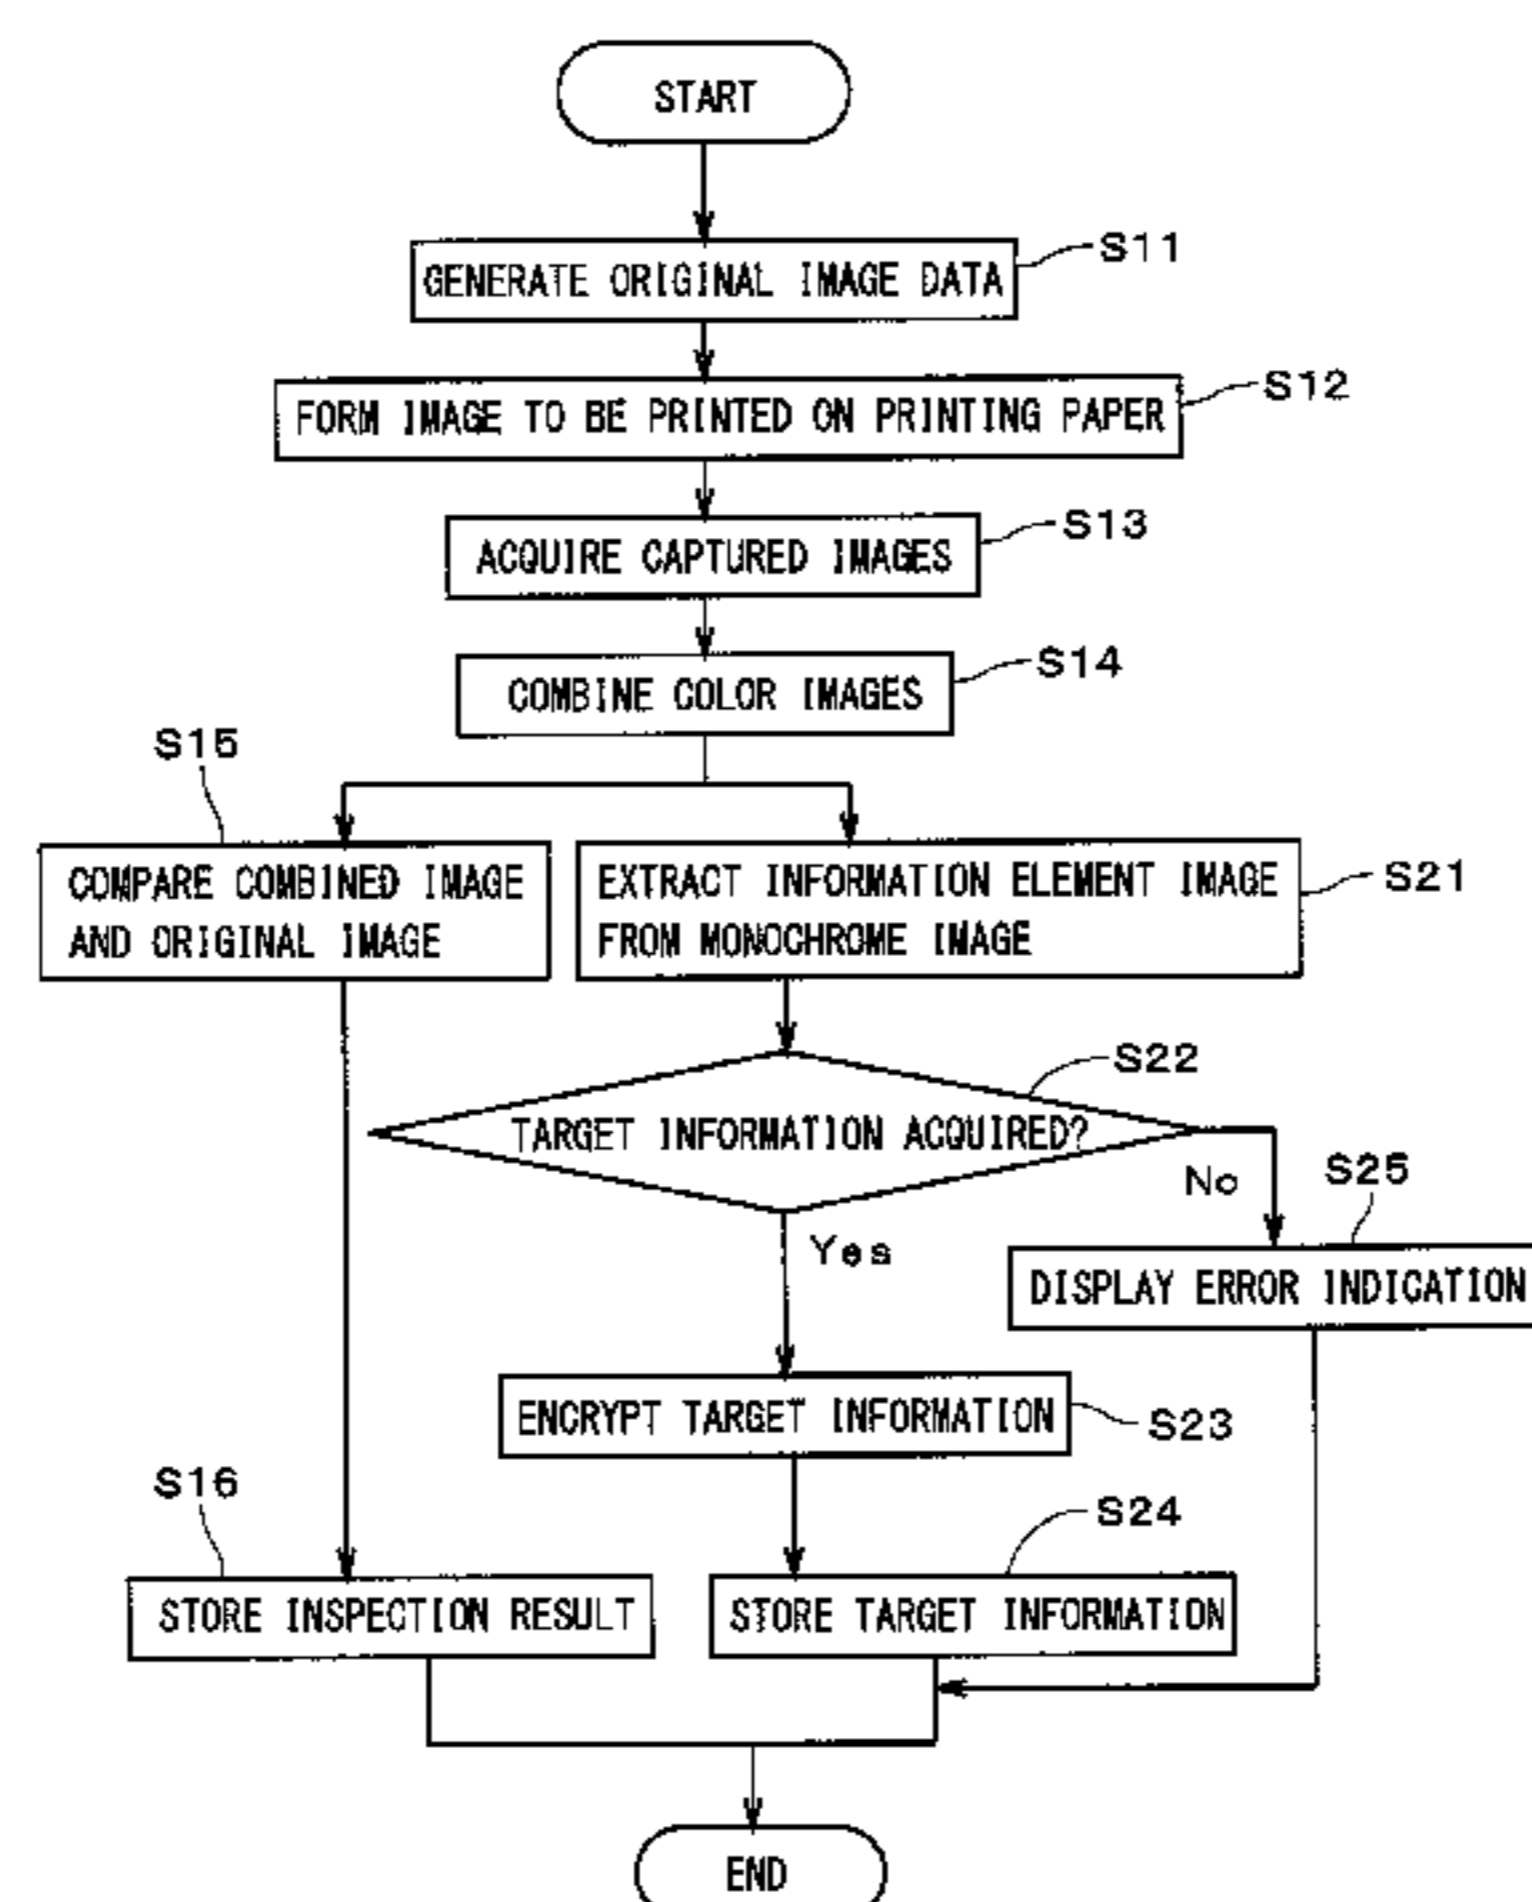 START
S11
GENERATE ORIGINAL IMAGE DATA
S12
FORM IMAGE TO BE PRINTED ON PRINTING PAPER
S13
ACQUIRE CAPTURED IMAGES
S14
COMBINE COLOR IMAGES
S15
COMPARE COMBINED IMAGE
AND ORIGINAL IMAGE
S21
EXTRACT INFORMATION ELEMENT IMAGE
FROM MONOCHROME IMAGE
S22
TARGET INFORMATION ACQUIRED?
No
S25
Yes
DISPLAY ERROR INDICATION
ENCRYPT TARGET INFORMATION
S23
S16
S24
STORE INSPECTION RESULT
STORE TARGET INFORMATION
END